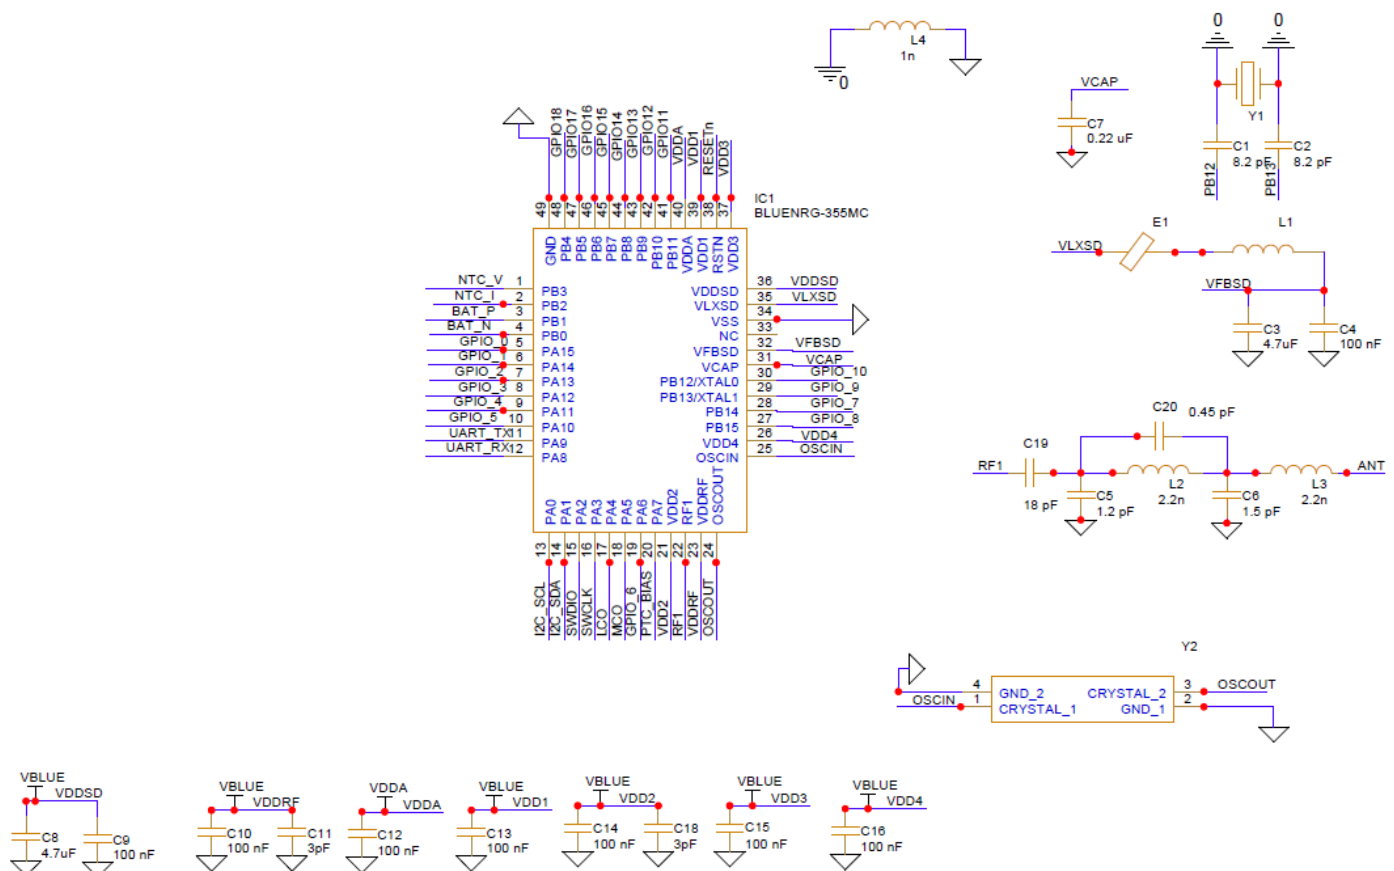 L4
1n
0
0
0
VCAP
C7
0.22 uF
Y1
C1
8.2 pF
C2
8.2 pF
PB12
PB13
GPIO18
GPIO17
GPIO16
GPIO15
GPIO14
GPIO13
GPIO12
GPIO11
VDDA
VDD1
RESETn
VDD3
49
48
47
46
45
44
43
42
41
40
39
38
37
IC1
BLUENRG-355MC
GND
PB4
PB5
PB6
PB7
PB8
PB9
PB10
PB11
VDDA
VDD1
RSTN
VDD3
NTC_V 1 PB3
NTC_I 2 PB2
BAT_P 3 PB1
BAT_N 4 PB0
GPIO_0 5 PA15
GPIO_1 6 PA14
GPIO_2 7 PA13
GPIO_3 8 PA12
GPIO_4 9 PA11
GPIO_5 10 PA10
UART_TX 11 PA9
UART_RX 12 PA8
VDDSD 36 VDDSD
VLXSD 35 VLXSD
VSS 34
NC 33
VFBSD 32 VFBSD
VCAP 31 VCAP
PB12/XTAL0 30 GPIO_10
PB13/XTAL1 29 GPIO_9
PB14 28 GPIO_7
PB15 27 GPIO_8
VDD4 26 VDD4
OSCIN 25 OSCIN
PA0
PA1
PA2
PA3
PA4
PA5
PA6
PA7
VDD2
RF1
VDDRF
OSCOUT
13
14
15
16
17
18
19
20
21
22
23
24
I2C_SCL
I2C_SDA
SWDIO
SWCLK
LCO
MCO
GPIO_6
PTC_BIAS
VDD2
RF1
VDDRF
OSCOUT
VLXSD
E1
L1
VFBSD
C3
4.7uF
C4
100 nF
C20
0.45 pF
C19
RF1
18 pF
C5
1.2 pF
L2
2.2n
C6
1.5 pF
L3
2.2n
ANT
Y2
4 GND_2
OSCIN 1 CRYSTAL_1
CRYSTAL_2 3 OSCOUT
GND_1 2
VBLUE
VDDSD
C8
4.7uF
C9
100 nF
VBLUE
VDDRF
C10
100 nF
C11
3pF
VDDA
VDDA
C12
100 nF
VBLUE
VDD1
C13
100 nF
VBLUE
VDD2
C14
100 nF
C18
3pF
VBLUE
VDD3
C15
100 nF
VBLUE
VDD4
C16
100 nF